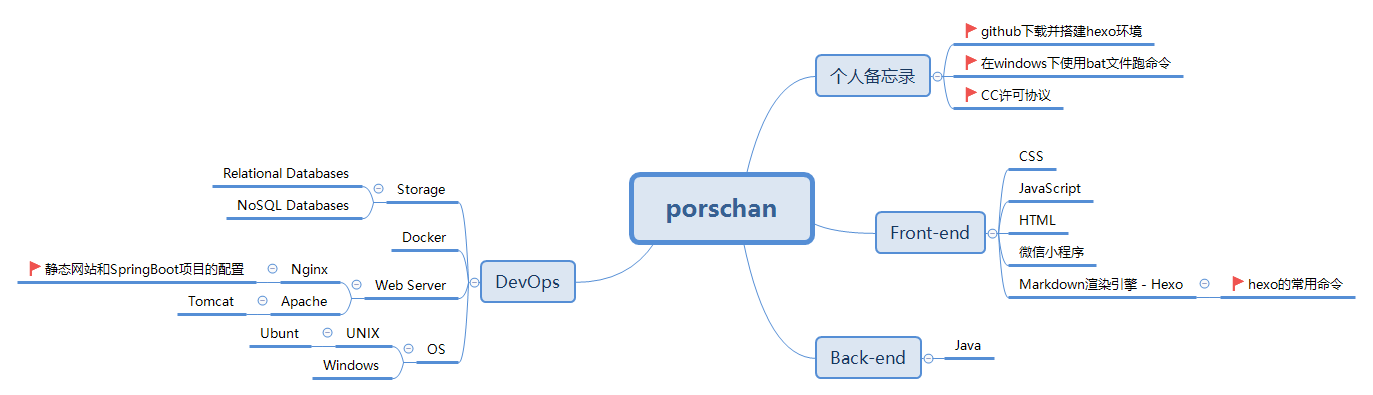 porschan
个人备忘录
github下载并搭建hexo环境
在windows下使用bat文件跑命令
CC许可协议
Front-end
CSS
JavaScript
HTML
微信小程序
Markdown渲染引擎 - Hexo
hexo的常用命令
Back-end
Java
DevOps
Storage
Relational Databases
NoSQL Databases
Docker
Web Server
Nginx
静态网站和SpringBoot项目的配置
Apache
Tomcat
OS
UNIX
Ubunt
Windows